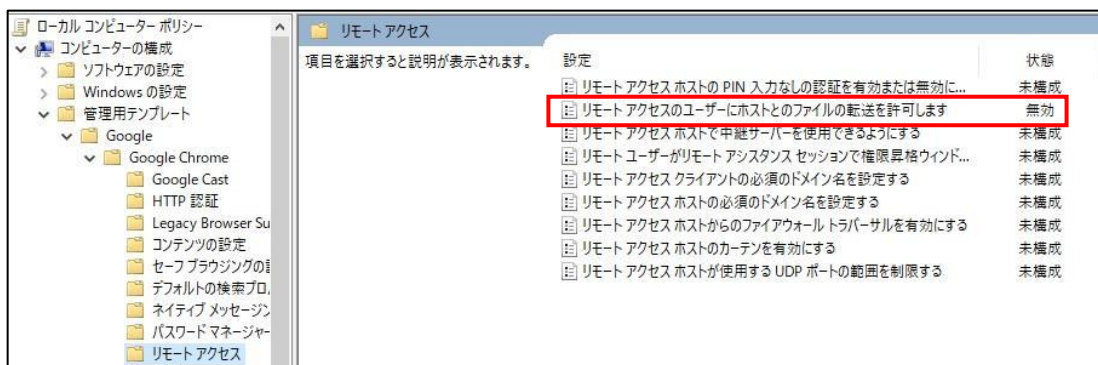 ローカル コンピューター ポリシー
コンピューターの構成
ソフトウェアの設定
Windows の設定
管理用テンプレート
Google
Google Chrome
Google Cast
HTTP 認証
Legacy Browser Su
コンテンツの設定
セーフ ブラウジングの
デフォルトの検索プロ
ネイティブ メッセージン
パスワード マネージャー
リモート アクセス
リモート アクセス
項目を選択すると説明が表示されます。
設定 状態
リモート アクセス ホストの PIN 入力なしの認証を有効または無効に... 未構成
リモート アクセスのユーザーにホストとのファイルの転送を許可します 無効
リモート アクセス ホストで中継サーバーを使用できるようにする 未構成
リモート ユーザーがリモート アシスタンス セッションで権限昇格ウィンド... 未構成
リモート アクセス クライアントの必須のドメイン名を設定する 未構成
リモート アクセス ホストの必須のドメイン名を設定する 未構成
リモート アクセス ホストからのファイアウォール トラバーサルを有効にする 未構成
リモート アクセス ホストのカーテンを有効にする 未構成
リモート アクセス ホストが使用する UDP ポートの範囲を制限する 未構成